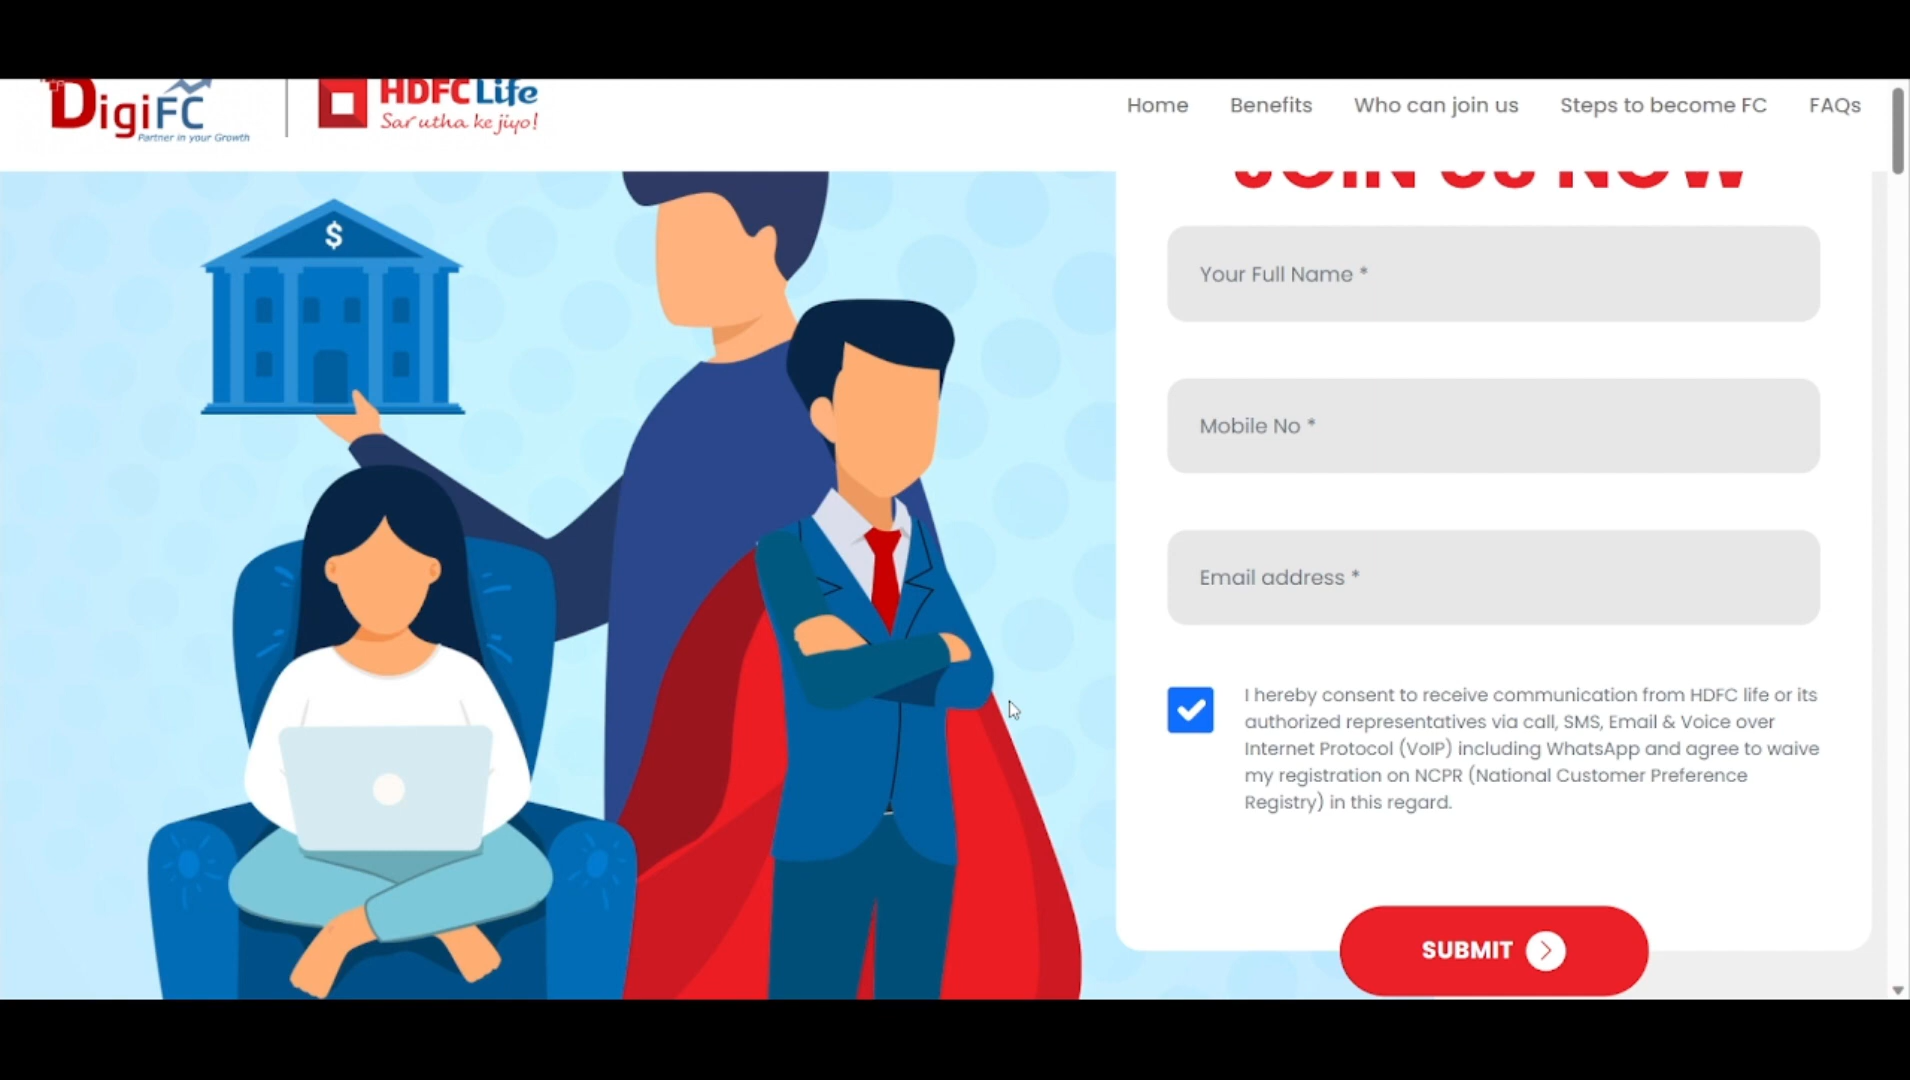 DigiFC
Partner in your Growth
HDFC Life
Sar utha ke jiyo!
Home
Benefits
Who can join us
Steps to become FC
FAQs
JOIN US NOW
$
Your Full Name *
Mobile No *
Email address *
I hereby consent to receive communication from HDFC life or its
authorized representatives via call, SMS, Email & Voice over
Internet Protocol (VoIP) including WhatsApp and agree to waive
my registration on NCPR (National Customer Preference
Registry) in this regard.
SUBMIT